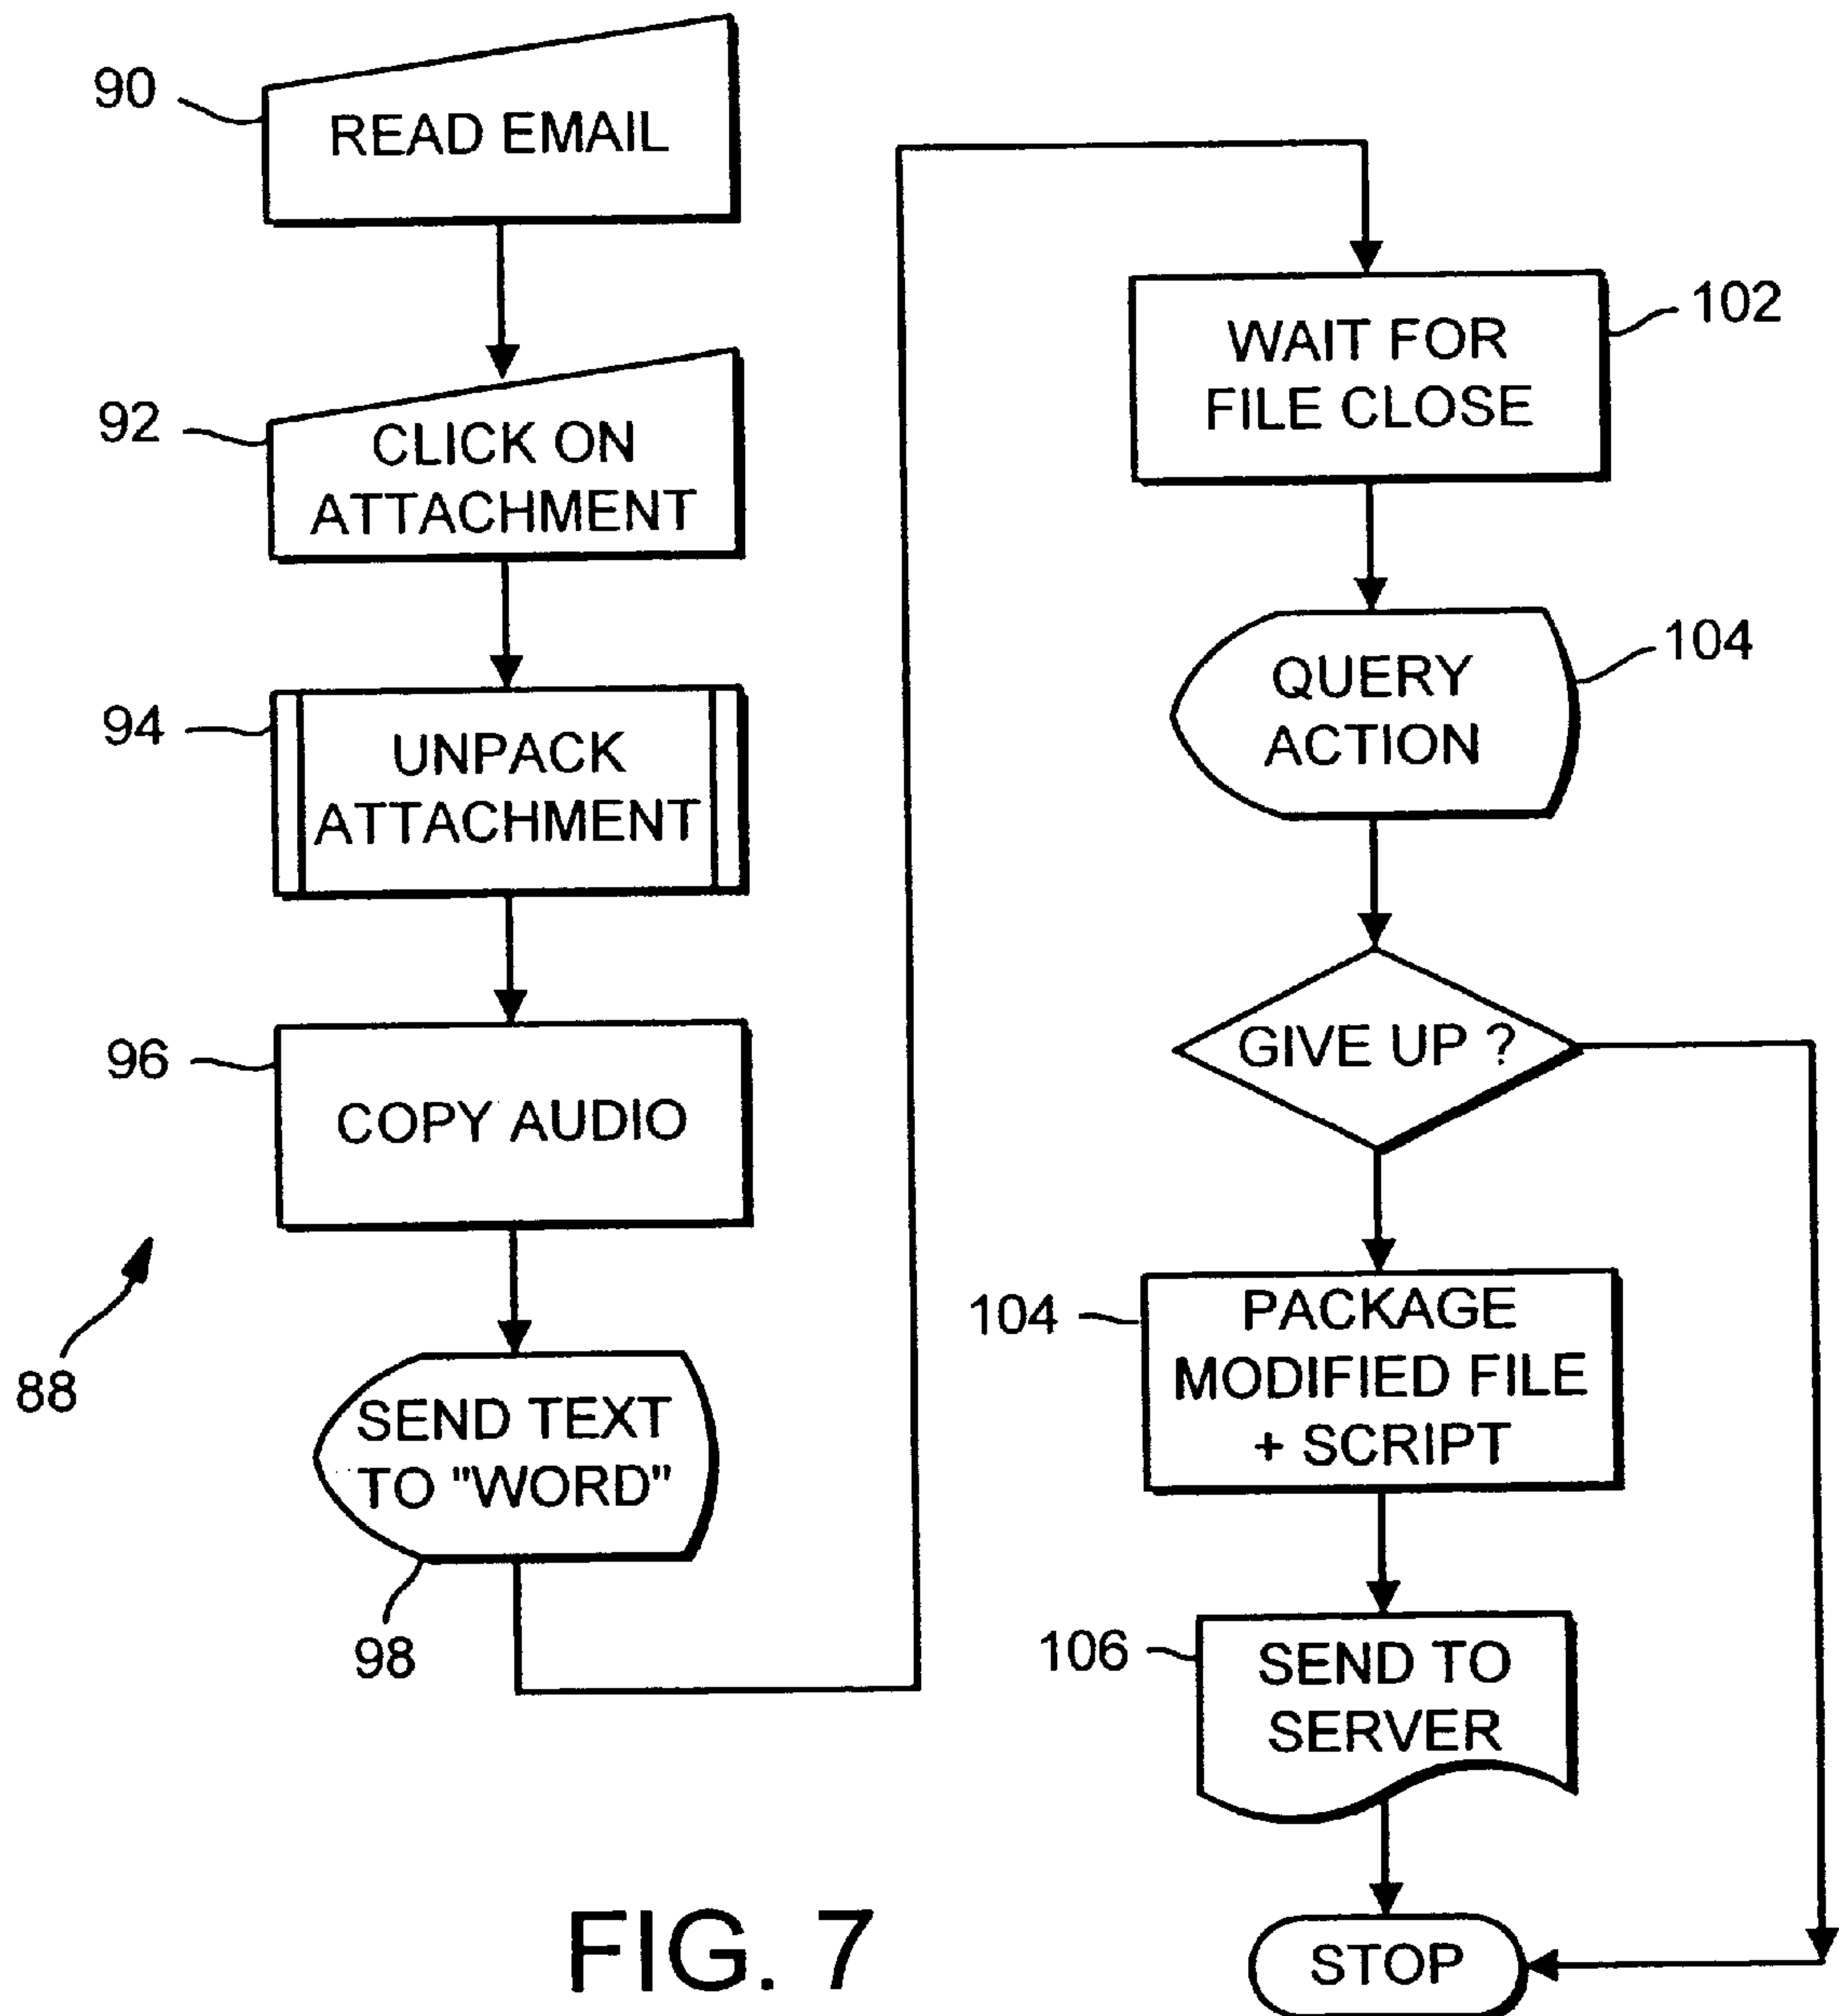 90
READ EMAIL
92
CLICK ON
ATTACHMENT
94
UNPACK
ATTACHMENT
96
COPY AUDIO
88
SEND TEXT
TO "WORD"
98
WAIT FOR
FILE CLOSE
102
QUERY
ACTION
104
GIVE UP ?
104
PACKAGE
MODIFIED FILE
+ SCRIPT
106
SEND TO
SERVER
STOP
FIG. 7